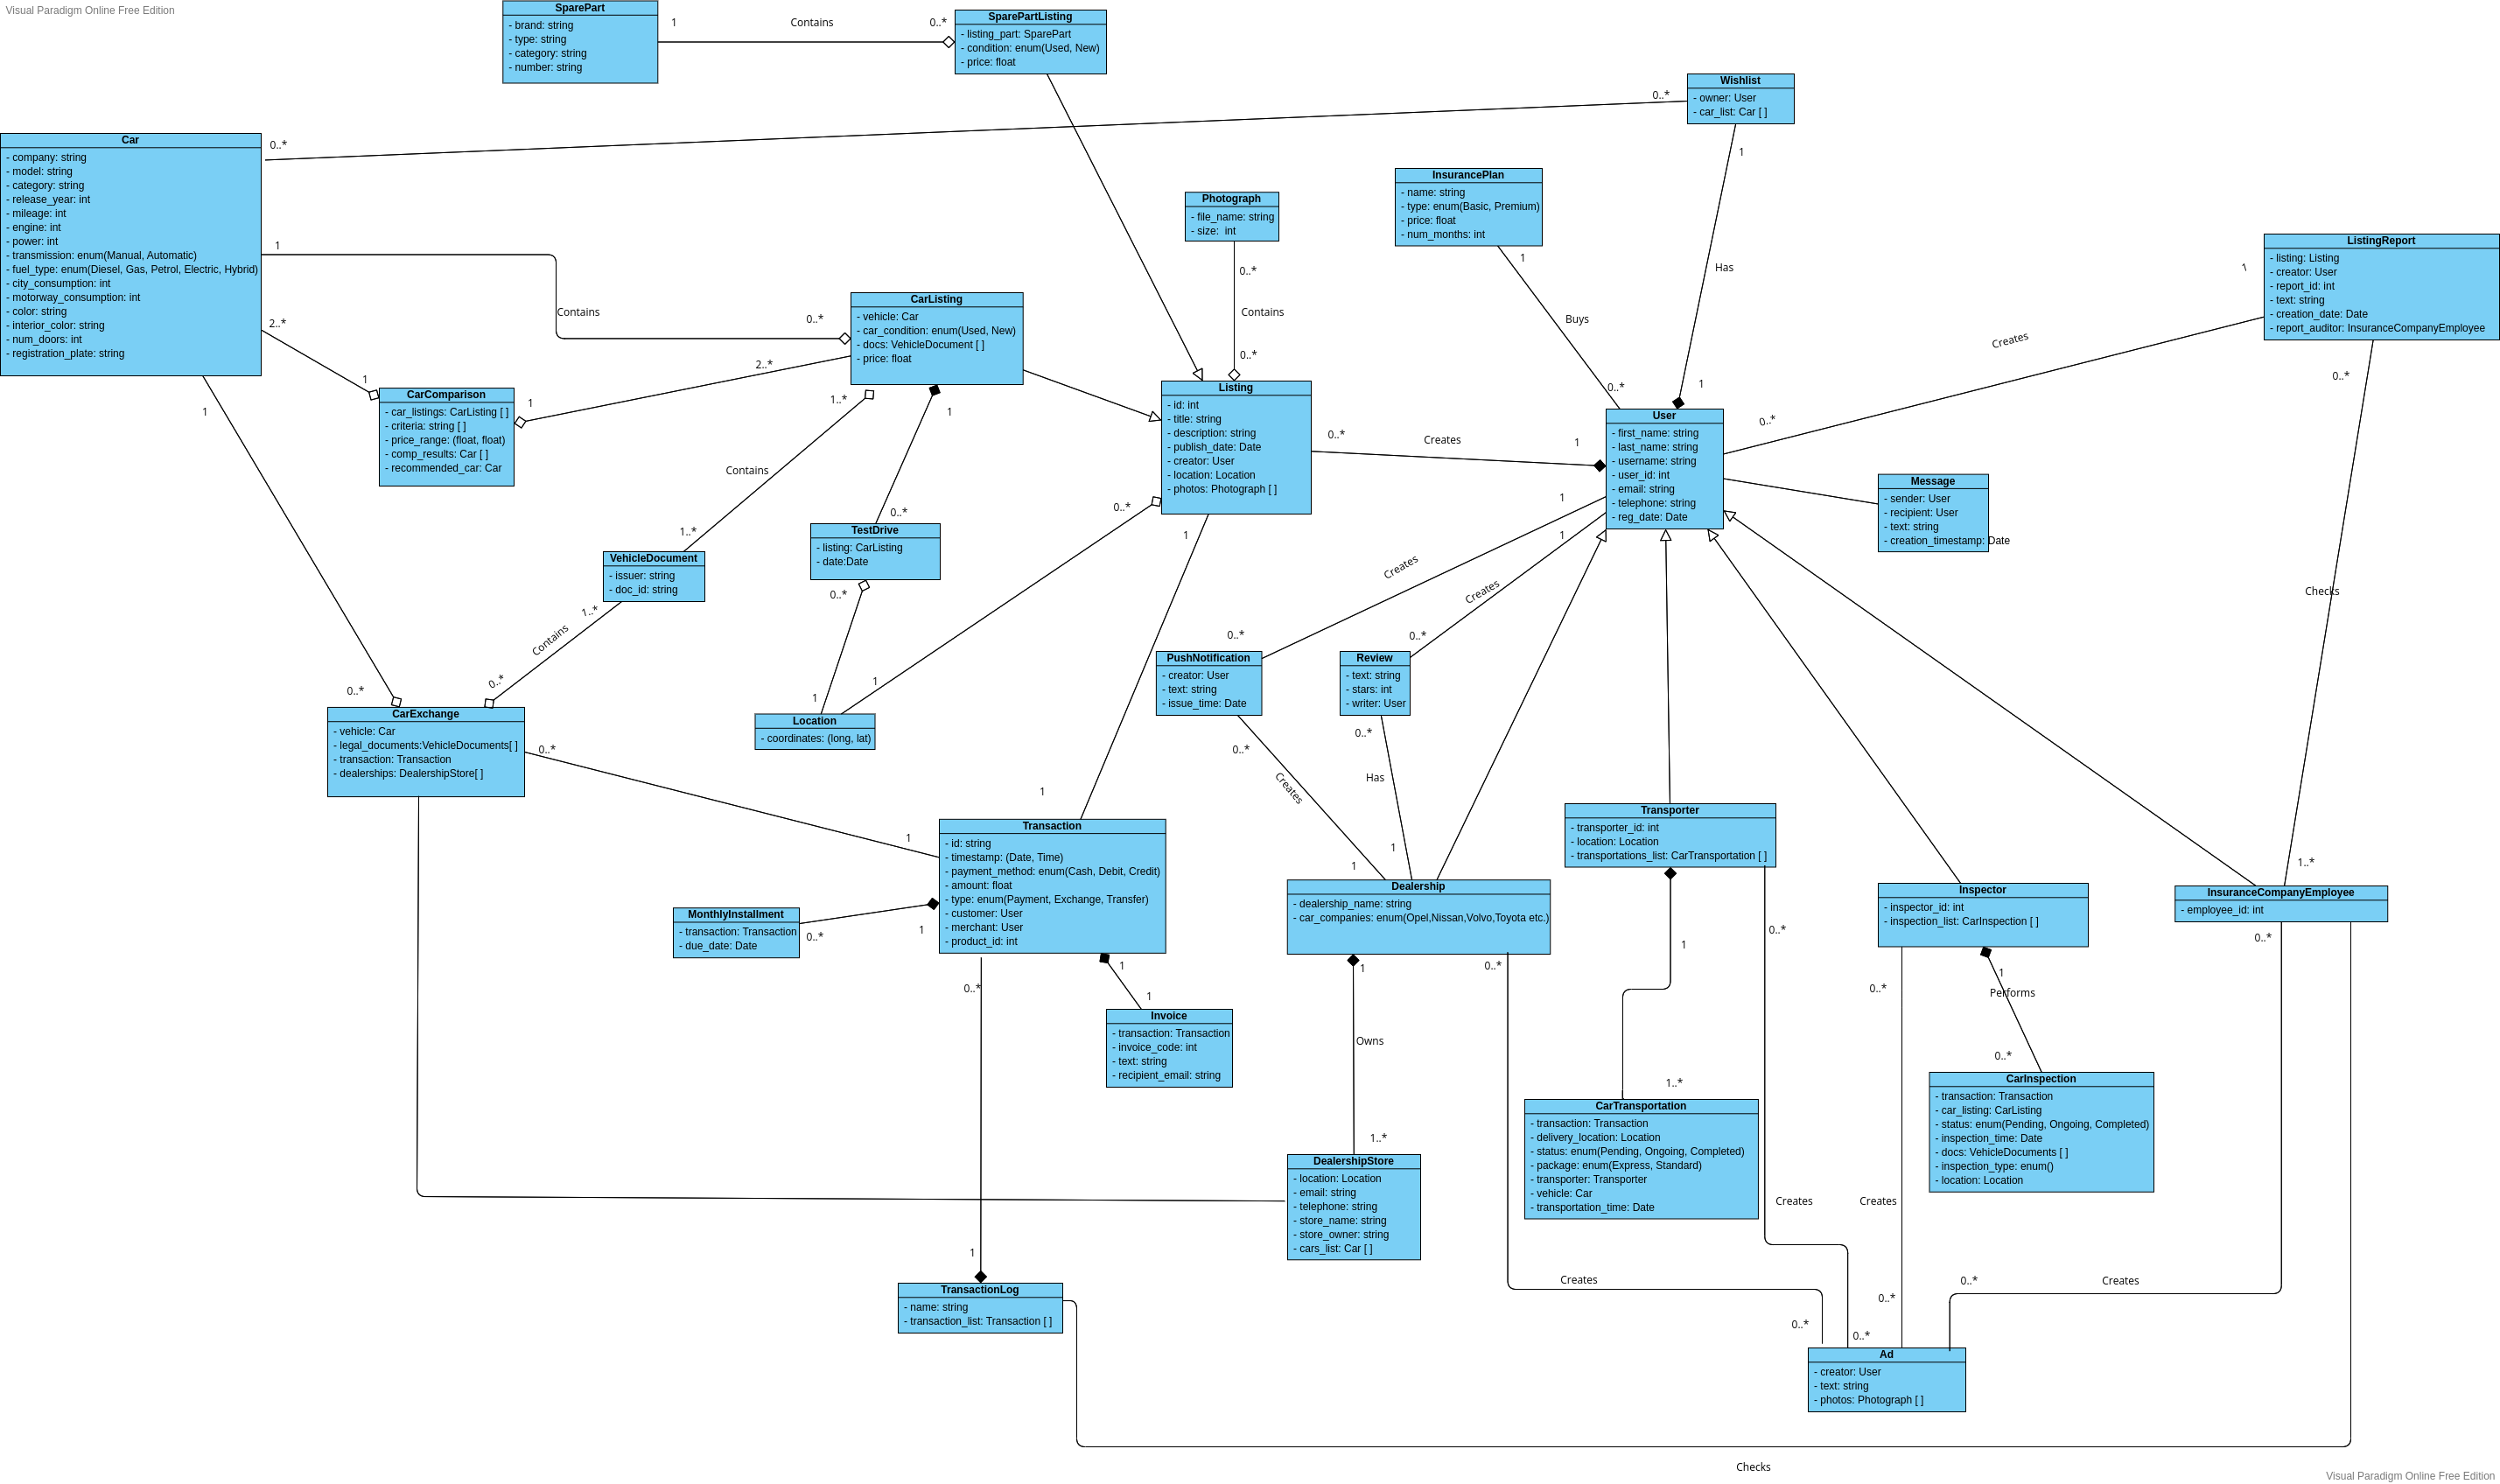 Visual Paradigm Online Free Edition
SparePart
- brand: string
- type: string
- category: string
- number: string
1
Contains
0..*
SparePartListing
- listing_part: SparePart
- condition: enum(Used, New)
- price: float
Wishlist
- owner: User
- car_list: Car [ ]
0..*
1
Has
1
Car
- company: string
- model: string
- category: string
- release_year: int
- mileage: int
- engine: int
- power: int
- transmission: enum(Manual, Automatic)
- fuel_type: enum(Diesel, Gas, Petrol, Electric, Hybrid)
- city_consumption: int
- motorway_consumption: int
- color: string
- interior_color: string
- num_doors: int
- registration_plate: string
0..*
1
Contains
0..*
2..*
1
1
InsurancePlan
- name: string
- type: enum(Basic, Premium)
- price: float
- num_months: int
1
Buys
0..*
Photograph
- file_name: string
- size:  int
0..*
Contains
0..*
ListingReport
- listing: Listing
- creator: User
- report_id: int
- text: string
- creation_date: Date
- report_auditor: InsuranceCompanyEmployee
1
Creates
0..*
0..*
Checks
1..*
CarListing
- vehicle: Car
- car_condition: enum(Used, New)
- docs: VehicleDocument [ ]
- price: float
2..*
1
1..*
Contains
1..*
1
0..*
CarComparison
- car_listings: CarListing [ ]
- criteria: string [ ]
- price_range: (float, float)
- comp_results: Car [ ]
- recommended_car: Car
Listing
- id: int
- title: string
- description: string
- publish_date: Date
- creator: User
- location: Location
- photos: Photograph [ ]
0..*
Creates
1
0..*
1
1
1
User
- first_name: string
- last_name: string
- username: string
- user_id: int
- email: string
- telephone: string
- reg_date: Date
1
Creates
0..*
1
Creates
0..*
Message
- sender: User
- recipient: User
- text: string
- creation_timestamp: Date
TestDrive
- listing: CarListing
- date:Date
0..*
1
VehicleDocument
- issuer: string
- doc_id: string
1..*
Contains
0..*
0..*
PushNotification
- creator: User
- text: string
- issue_time: Date
0..*
Creates
1
Review
- text: string
- stars: int
- writer: User
0..*
Has
1
CarExchange
- vehicle: Car
- legal_documents:VehicleDocuments[ ]
- transaction: Transaction
- dealerships: DealershipStore[ ]
0..*
1
Location
- coordinates: (long, lat)
Transaction
- id: string
- timestamp: (Date, Time)
- payment_method: enum(Cash, Debit, Credit)
- amount: float
- type: enum(Payment, Exchange, Transfer)
- customer: User
- merchant: User
- product_id: int
Transporter
- transporter_id: int
- location: Location
- transportations_list: CarTransportation [ ]
Dealership
- dealership_name: string
- car_companies: enum(Opel,Nissan,Volvo,Toyota etc.)
Inspector
- inspector_id: int
- inspection_list: CarInspection [ ]
InsuranceCompanyEmployee
- employee_id: int
MonthlyInstallment
- transaction: Transaction
- due_date: Date
0..*
1
1
1
0..*
Invoice
- transaction: Transaction
- invoice_code: int
- text: string
- recipient_email: string
1
Owns
1..*
0..*
1
1..*
0..*
0..*
1
Performs
0..*
0..*
CarInspection
- transaction: Transaction
- car_listing: CarListing
- status: enum(Pending, Ongoing, Completed)
- inspection_time: Date
- docs: VehicleDocuments [ ]
- inspection_type: enum()
- location: Location
CarTransportation
- transaction: Transaction
- delivery_location: Location
- status: enum(Pending, Ongoing, Completed)
- package: enum(Express, Standard)
- transporter: Transporter
- vehicle: Car
- transportation_time: Date
DealershipStore
- location: Location
- email: string
- telephone: string
- store_name: string
- store_owner: string
- cars_list: Car [ ]
Creates
Creates
1
Creates
0..*
Creates
0..*
0..*
0..*
TransactionLog
- name: string
- transaction_list: Transaction [ ]
Ad
- creator: User
- text: string
- photos: Photograph [ ]
Checks
Visual Paradigm Online Free Edition